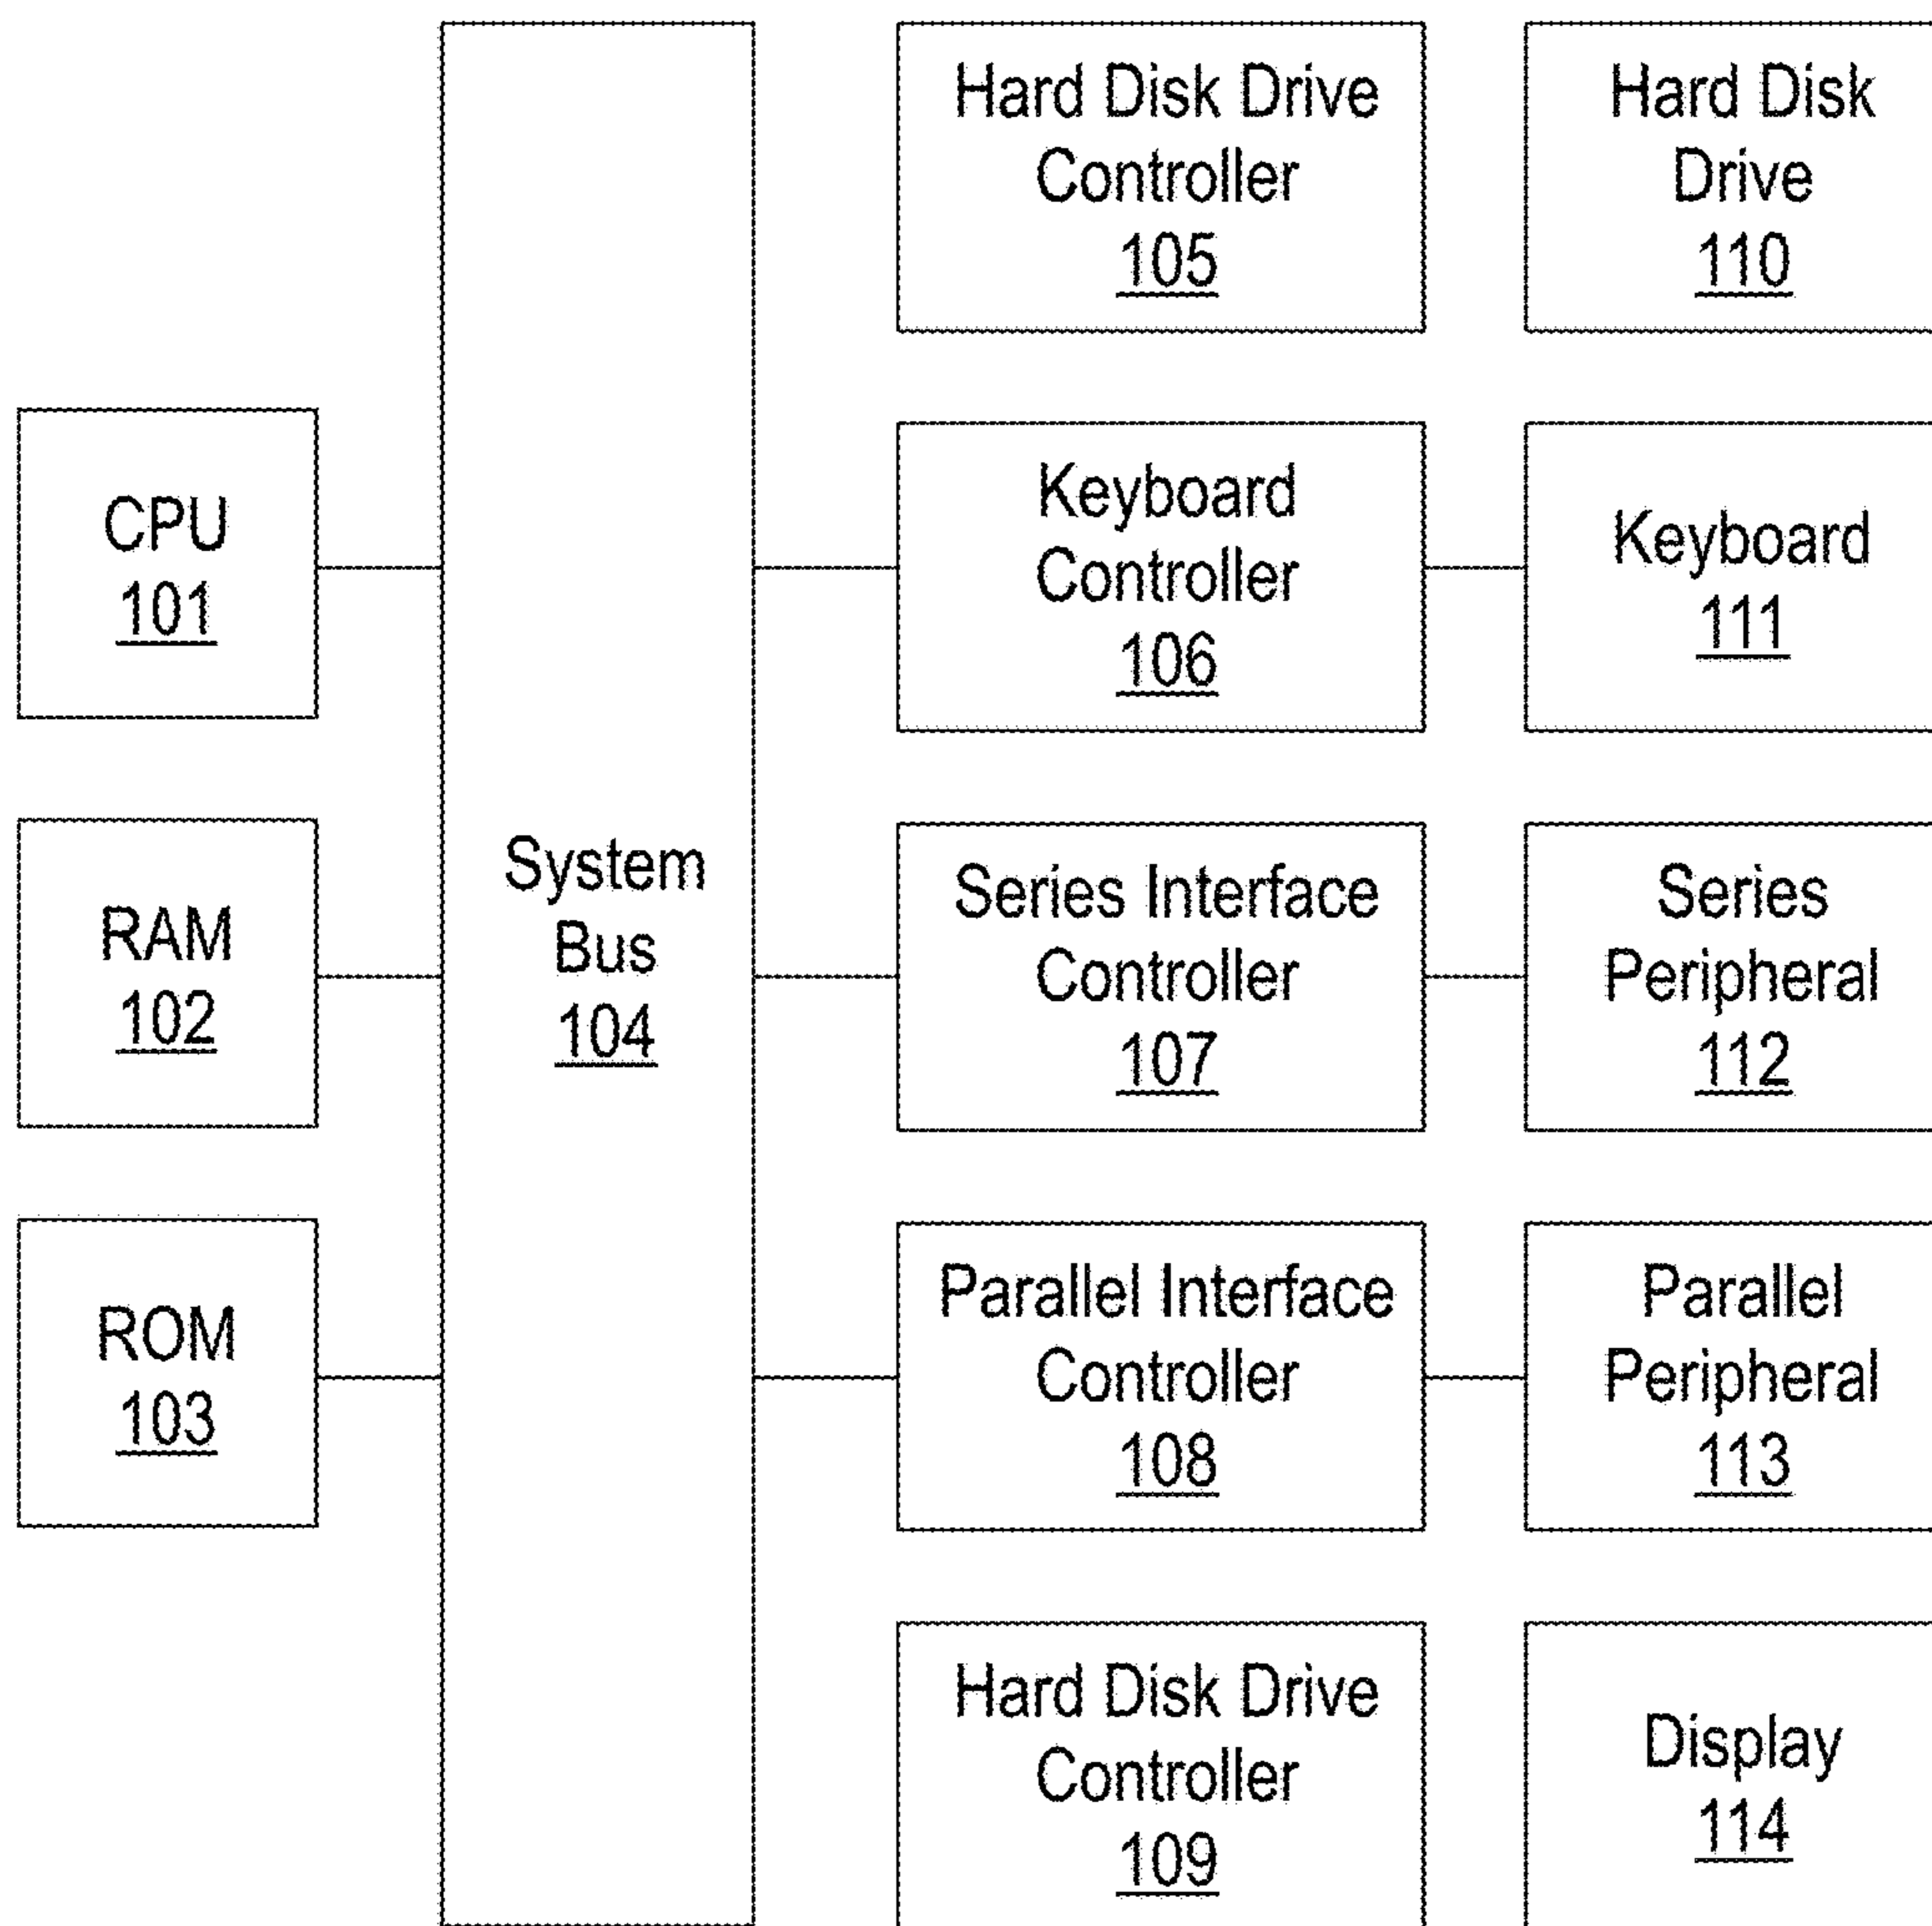 Hard Disk Drive
Controller
105
Hard Disk
Drive
110
CPU
101
Keyboard
Controller
106
Keyboard
111
RAM
102
System
Bus
104
Series Interface
Controller
107
Series
Peripheral
112
ROM
103
Parallel Interface
Controller
108
Parallel
Peripheral
113
Hard Disk Drive
Controller
109
Display
114